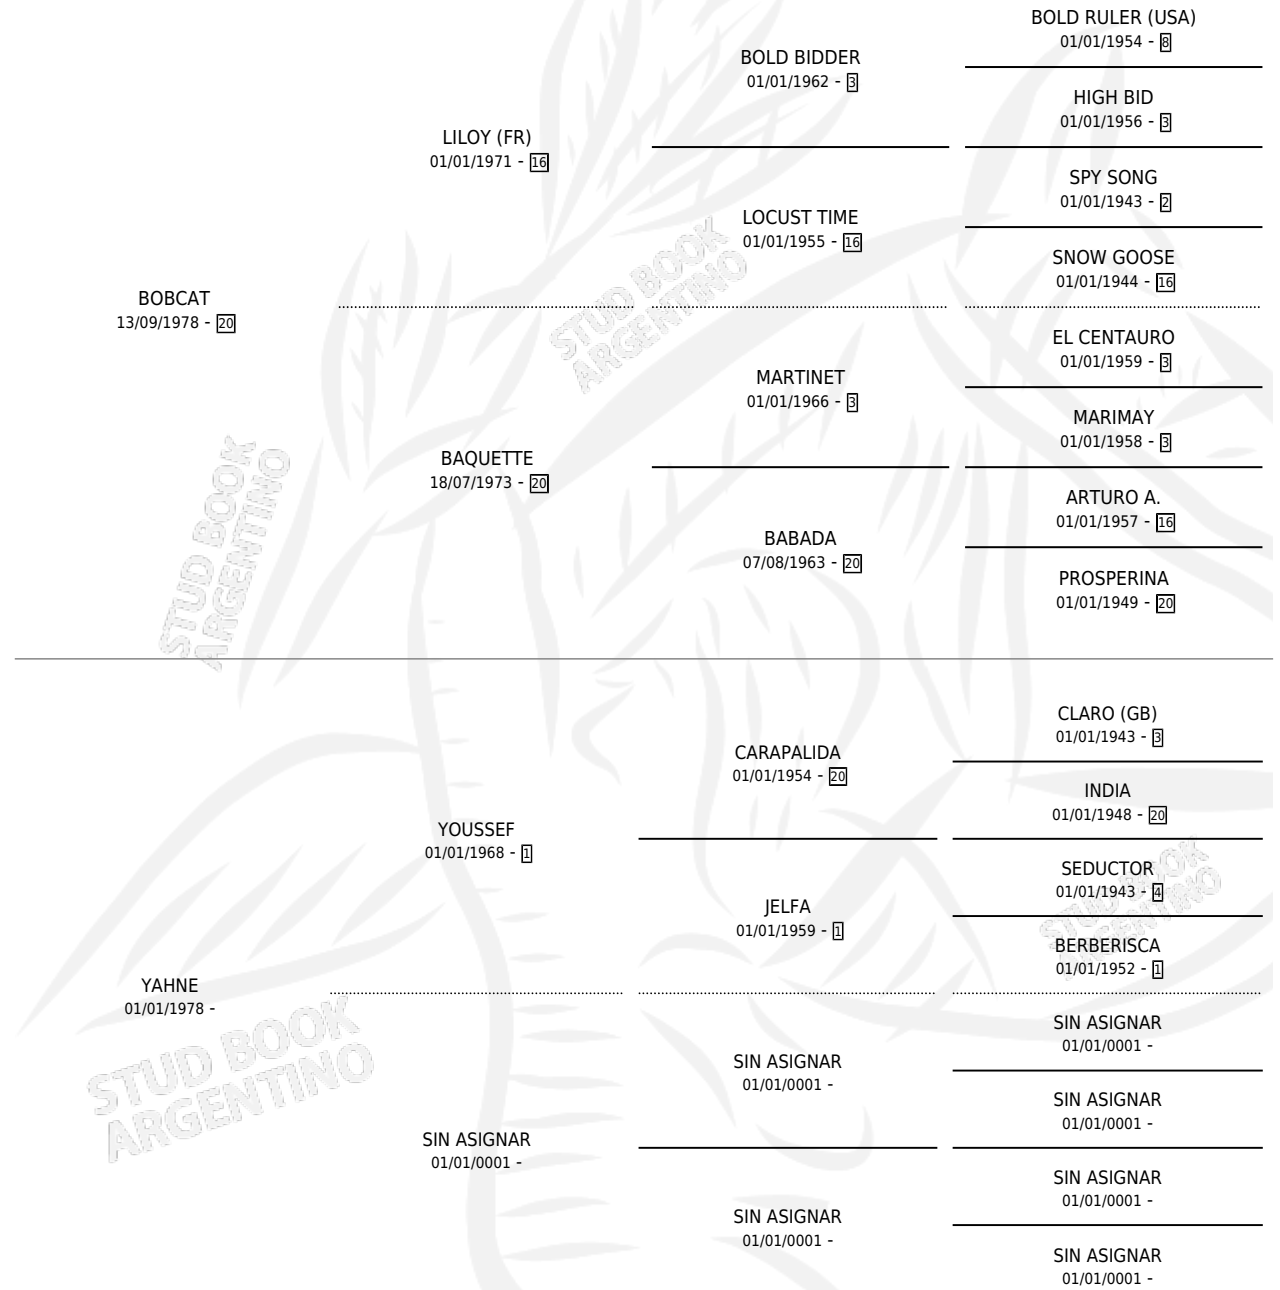 BOLD RULER (USA)
01/01/1954 - 8
BOLD BIDDER
01/01/1962 - 3
HIGH BID
01/01/1956 - 3
LILOY (FR)
01/01/1971 - 16
SPY SONG
01/01/1943 - 2
LOCUST TIME
01/01/1955 - 16
SNOW GOOSE
01/01/1944 - 16
BOBCAT
13/09/1978 - 20
EL CENTAURO
01/01/1959 - 3
MARTINET
01/01/1966 - 3
MARIMAY
01/01/1958 - 3
BAQUETTE
18/07/1973 - 20
ARTURO A.
01/01/1957 - 16
BABADA
07/08/1963 - 20
PROSPERINA
01/01/1949 - 20
CLARO (GB)
01/01/1943 - 3
CARAPALIDA
01/01/1954 - 20
INDIA
01/01/1948 - 20
YOUSSEF
01/01/1968 - 1
SEDUCTOR
01/01/1943 - 4
JELFA
01/01/1959 - 1
BERBERISCA
01/01/1952 - 1
YAHNE
01/01/1978 -
SIN ASIGNAR
01/01/0001 -
SIN ASIGNAR
01/01/0001 -
SIN ASIGNAR
01/01/0001 -
SIN ASIGNAR
01/01/0001 -
SIN ASIGNAR
01/01/0001 -
SIN ASIGNAR
01/01/0001 -
SIN ASIGNAR
01/01/0001 -
STUD BOOK
ARGENTINO
STUD BOOK
ARGENTINO
STUD BOOK
ARGENTINO
STUD BOOK
ARGENTINO